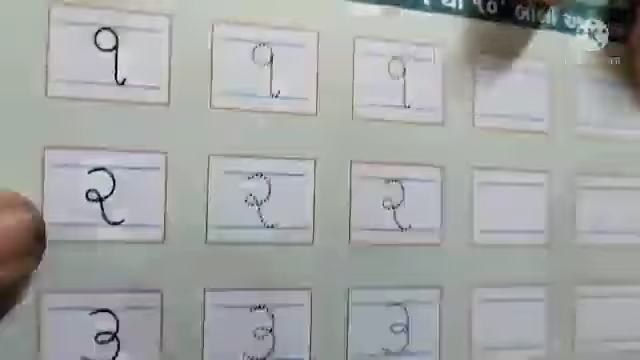 ૧ ૧ ૧
૨ ૨ ૨
૩ ૩ ૩